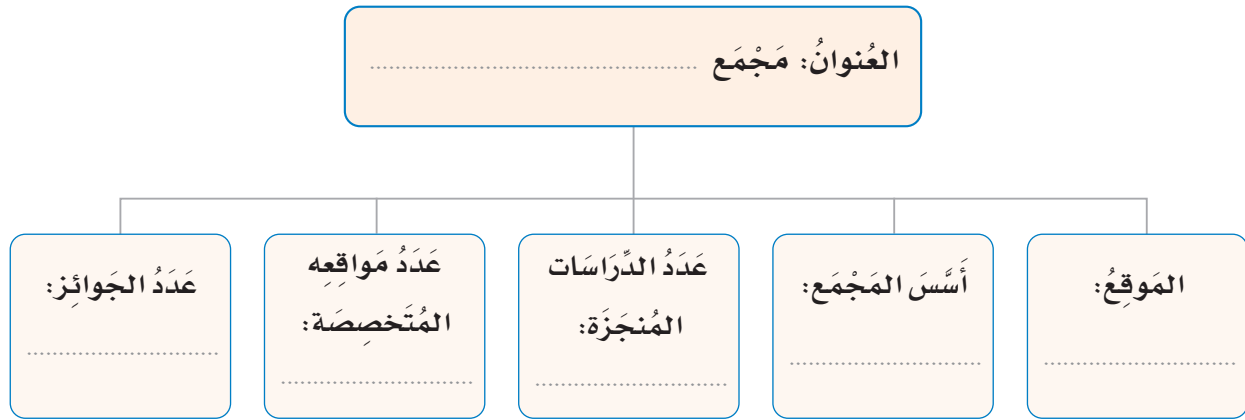 العُنوانُ: مَجْمَع ......................................................
المَوقِعُ:
................................
أَسَّسَ المَجْمَع:
................................
عَدَدُ الدِّرَاسَات
المُنجَزَة:
................................
عَدَدُ مَواقِعِه
المُتَخصِصَة:
................................
عَدَدُ الجَوائِز:
................................